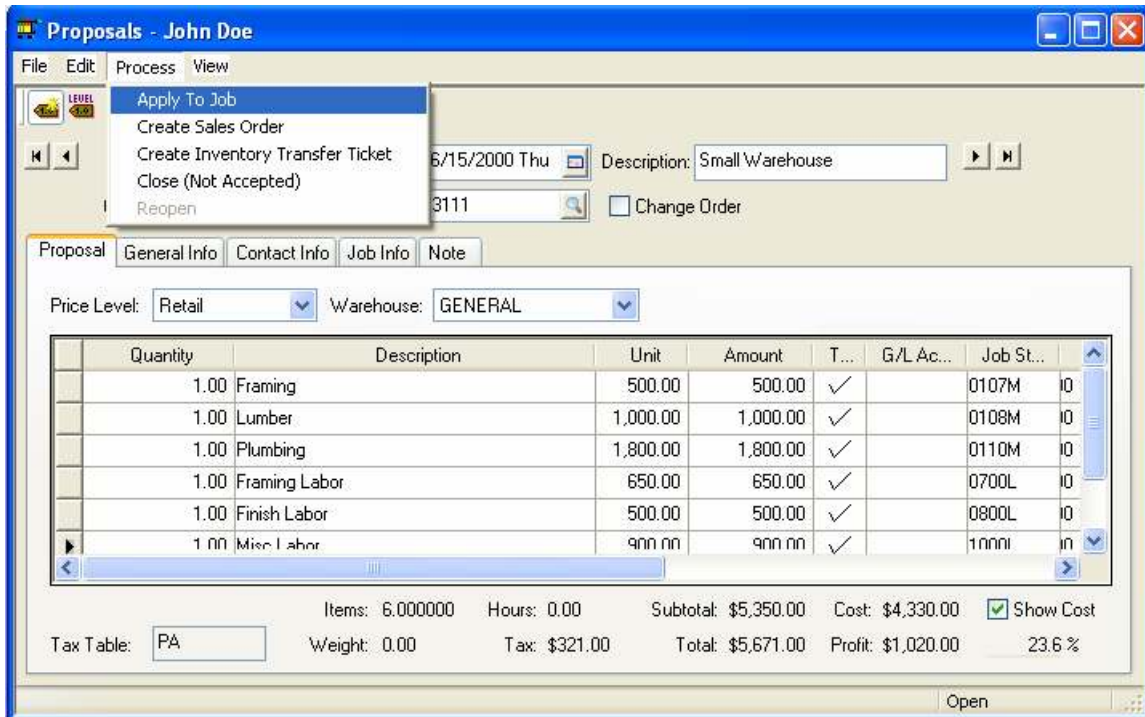 Proposals - John Doe
File Edit Process View
LEVEL
Apply To Job
Create Sales Order
Create Inventory Transfer Ticket
Close (Not Accepted)
Reopen
6/15/2000 Thu Description: Small Warehouse
3111 Change Order
Proposal General Info Contact Info Job Info Note
Price Level: Retail Warehouse: GENERAL
Quantity Description Unit Amount T... G/L Ac... Job St...
1.00 Framing 500.00 500.00 0107M
1.00 Lumber 1,000.00 1,000.00 0108M
1.00 Plumbing 1,800.00 1,800.00 0110M
1.00 Framing Labor 650.00 650.00 0700L
1.00 Finish Labor 500.00 500.00 0800L
1.00 Misc Labor 900.00 900.00 1000L
Items: 6.000000 Hours: 0.00 Subtotal: $5,350.00 Cost: $4,330.00 Show Cost
Tax Table: PA Weight: 0.00 Tax: $321.00 Total: $5,671.00 Profit: $1,020.00 23.6 %
Open